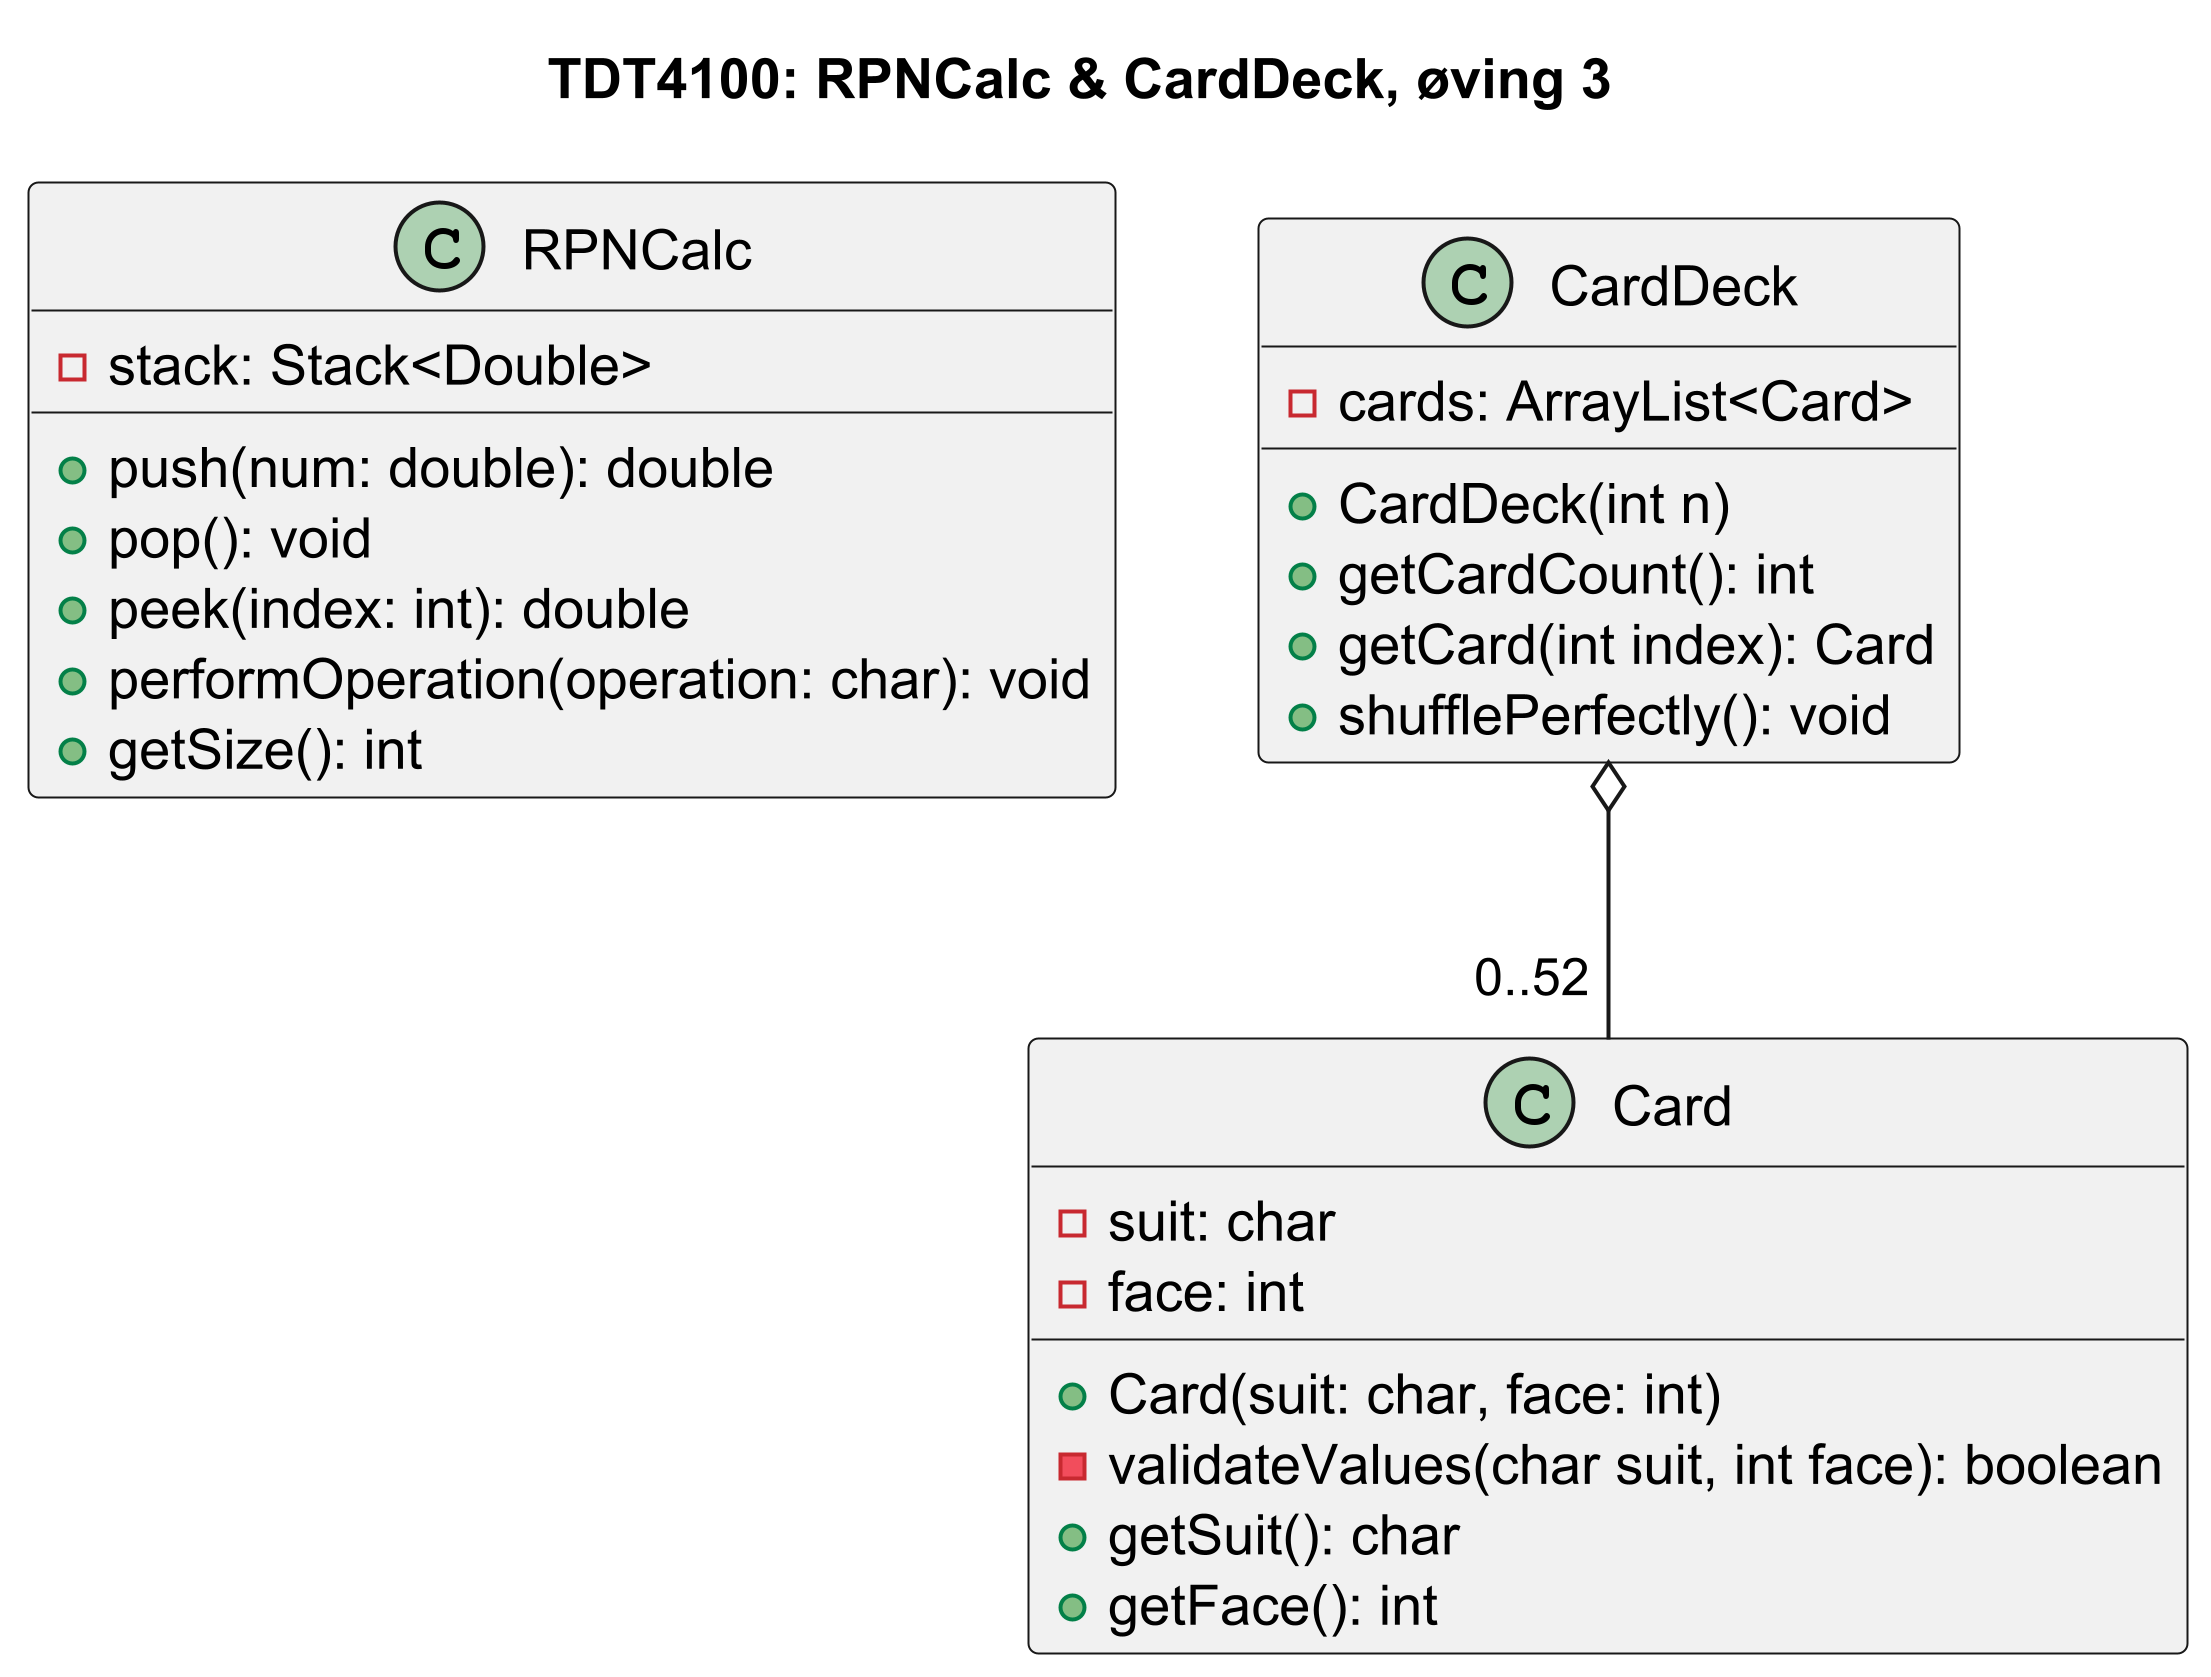 TDT4100: RPNCalc & CardDeck, øving 3
C RPNCalc
stack: Stack<Double>
push(num: double): double
pop(): void
peek(index: int): double
performOperation(operation: char): void
getSize(): int
C CardDeck
cards: ArrayList<Card>
CardDeck(int n)
getCardCount(): int
getCard(int index): Card
shufflePerfectly(): void
0..52
C Card
suit: char
face: int
Card(suit: char, face: int)
validateValues(char suit, int face): boolean
getSuit(): char
getFace(): int